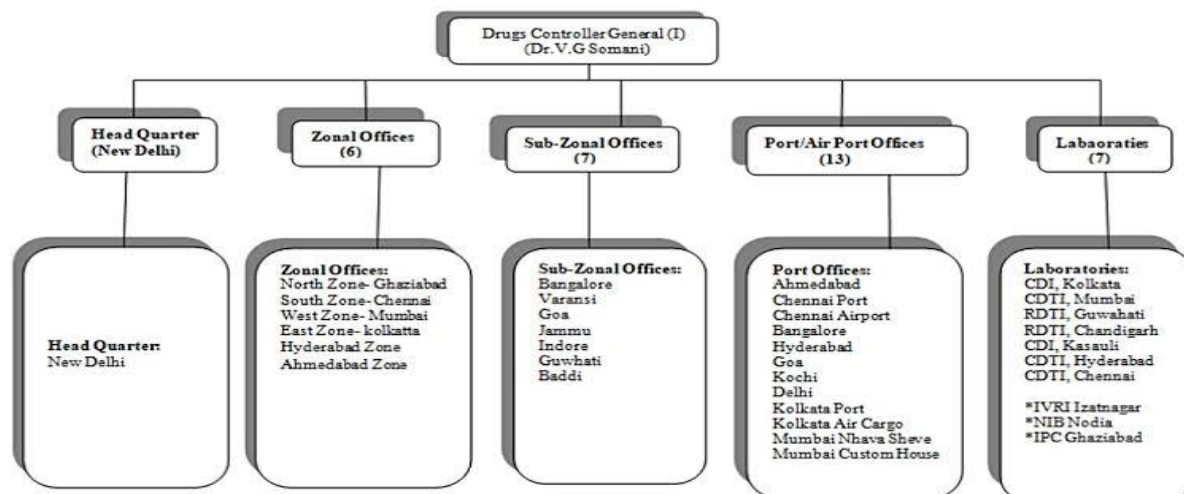 Drugs Controller General (I)
(Dr.V.G Somani)
Head Quarter
(New Delhi)
Zonal Offices
(6)
Sub-Zonal Offices
(7)
Port/Air Port Offices
(13)
Labaoraties
(7)
Head Quarter:
New Delhi
Zonal Offices:
North Zone- Ghaziabad
South Zone- Chennai
West Zone- Mumbai
East Zone- kolkatta
Hyderabad Zone
Ahmedabad Zone
Sub-Zonal Offices:
Bangalore
Varansi
Goa
Jammu
Indore
Guwhati
Baddi
Port Offices:
Ahmedabad
Chennai Port
Chennai Airport
Bangalore
Hyderabad
Goa
Kochi
Delhi
Kolkata Port
Kolkata Air Cargo
Mumbai Nhava Sheve
Mumbai Custom House
Laboratories:
CDI, Kolkata
CDTI, Mumbai
RDTI, Guwahati
RDTI, Chandigarh
CDI, Kasauli
CDTI, Hyderabad
CDTI, Chennai
*IVRI Izatnagar
*NIB Nodia
*IPC Ghaziabad